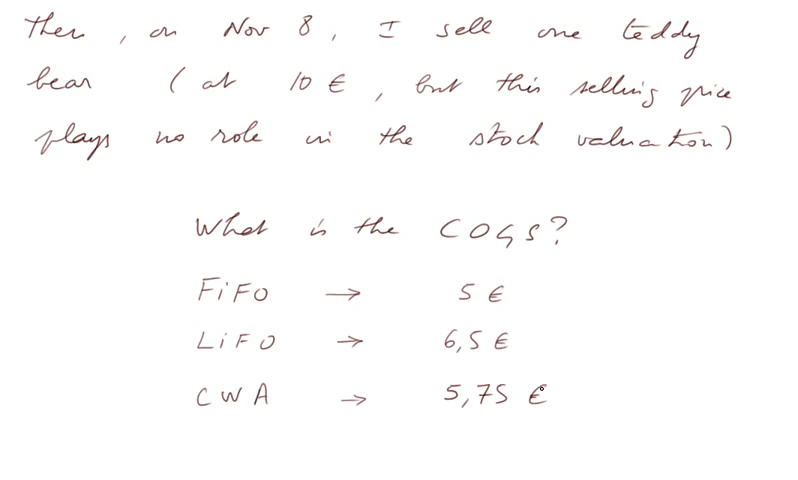 then, on Nov 8, I sell one teddy
bear (at 10 €, but this selling price
plays no role in the stock valuation)
What is the COGS?
FiFO → 5 €
LiFO → 6,5 €
CWA → 5,75 €